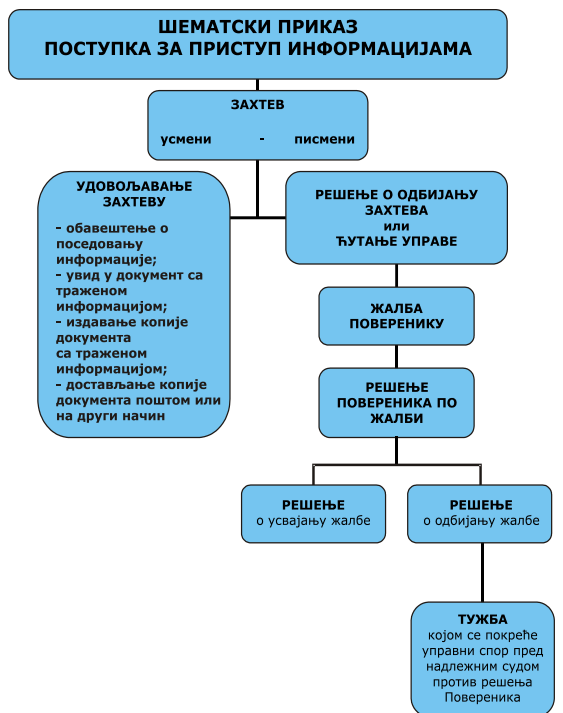 ШЕМАТСКИ ПРИКАЗ
ПОСТУПКА ЗА ПРИСТУП ИНФОРМАЦИЈАМА
ЗАХТЕВ
усмени - писмени
УДОВОЉАВАЊЕ
ЗАХТЕВУ
- обавештење о
поседовању
информације;
- увид у документ са
траженом
информацијом;
- издавање копије
документа
са траженом
информацијом;
- достављање копије
документа поштом или
на други начин
РЕШЕЊЕ О ОДБИЈАЊУ
ЗАХТЕВА
или
ЋУТАЊЕ УПРАВЕ
ЖАЛБА
ПОВЕРЕНИКУ
РЕШЕЊЕ
ПОВЕРЕНИКА ПО
ЖАЛБИ
РЕШЕЊЕ
о усвајању жалбе
РЕШЕЊЕ
о одбијању жалбе
ТУЖБА
којом се покреће
управни спор пред
надлежним судом
против решења
Повереника